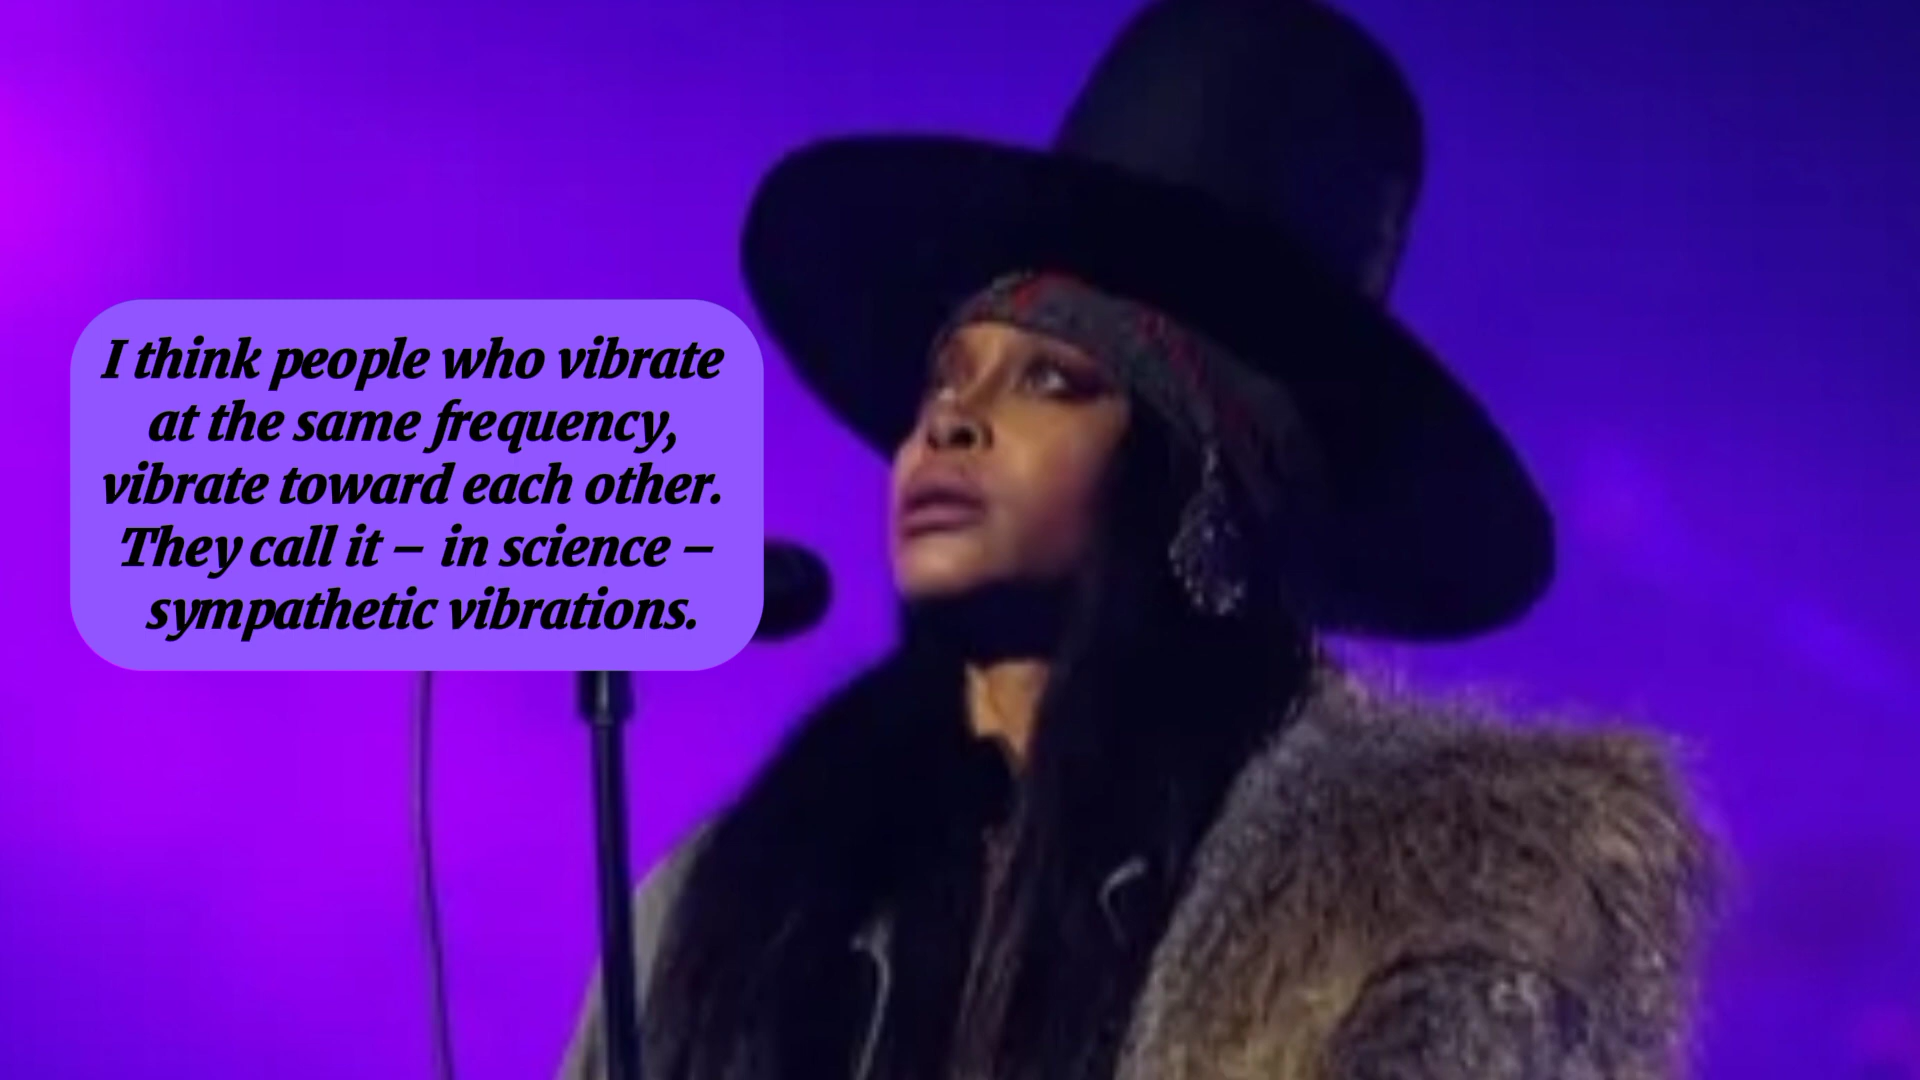 I think people who vibrate
at the same frequency,
vibrate toward each other.
They call it – in science –
sympathetic vibrations.